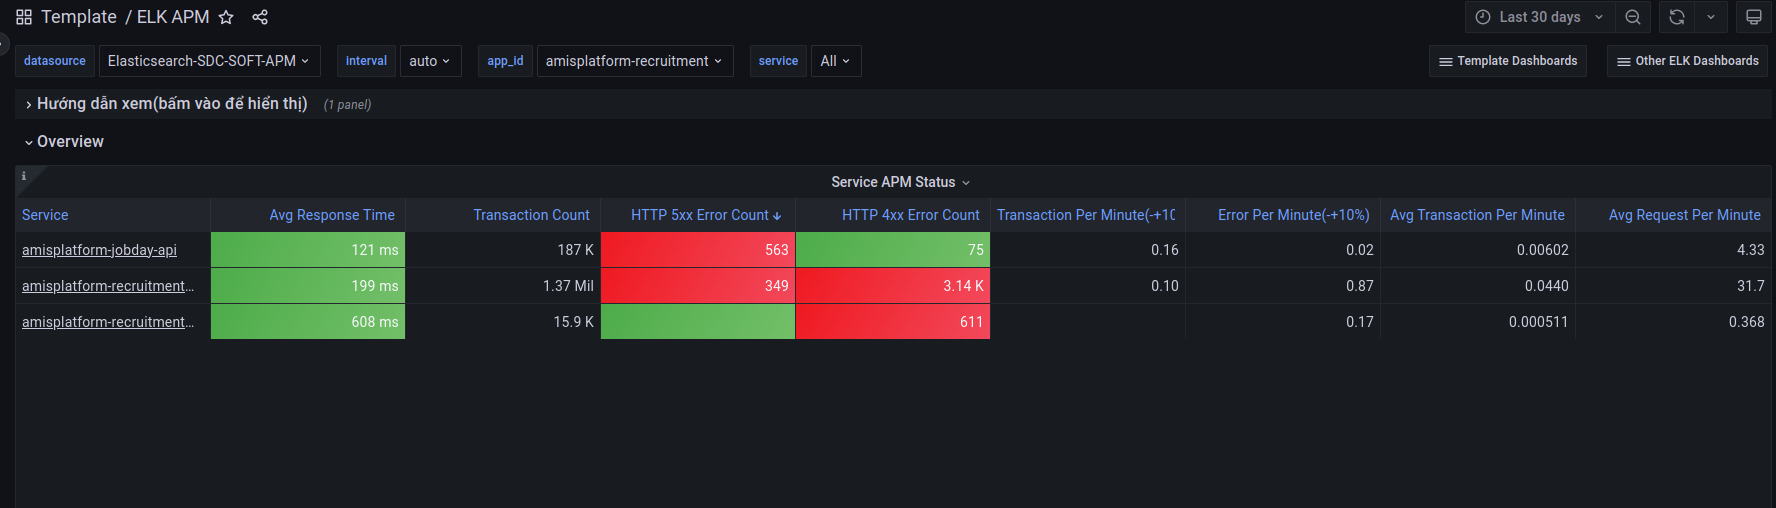 Template / ELK APM
Last 30 days
datasource Elasticsearch-SDC-SOFT-APM interval auto app_id amisplatform-recruitment service All Template Dashboards Other ELK Dashboards
Hướng dẫn xem(bấm vào để hiển thị) (1 panel)
Overview
i
Service APM Status
Service Avg Response Time Transaction Count HTTP 5xx Error Count HTTP 4xx Error Count Transaction Per Minute(-+10 Error Per Minute(-+10%) Avg Transaction Per Minute Avg Request Per Minute
amisplatform-jobday-api 121 ms 187 K 563 75 0.16 0.02 0.00602 4.33
amisplatform-recruitment… 199 ms 1.37 Mil 349 3.14 K 0.10 0.87 0.0440 31.7
amisplatform-recruitment… 608 ms 15.9 K 611 0.17 0.000511 0.368